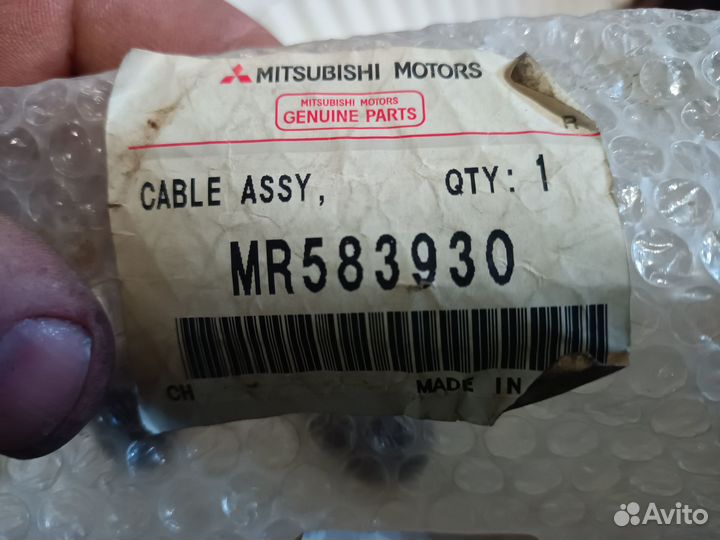 MITSUBISHI MOTORS
MITSUBISHI MOTORS
GENUINE PARTS
R
CABLE ASSY, QTY: 1
MR583930
CH MADE IN
Avito